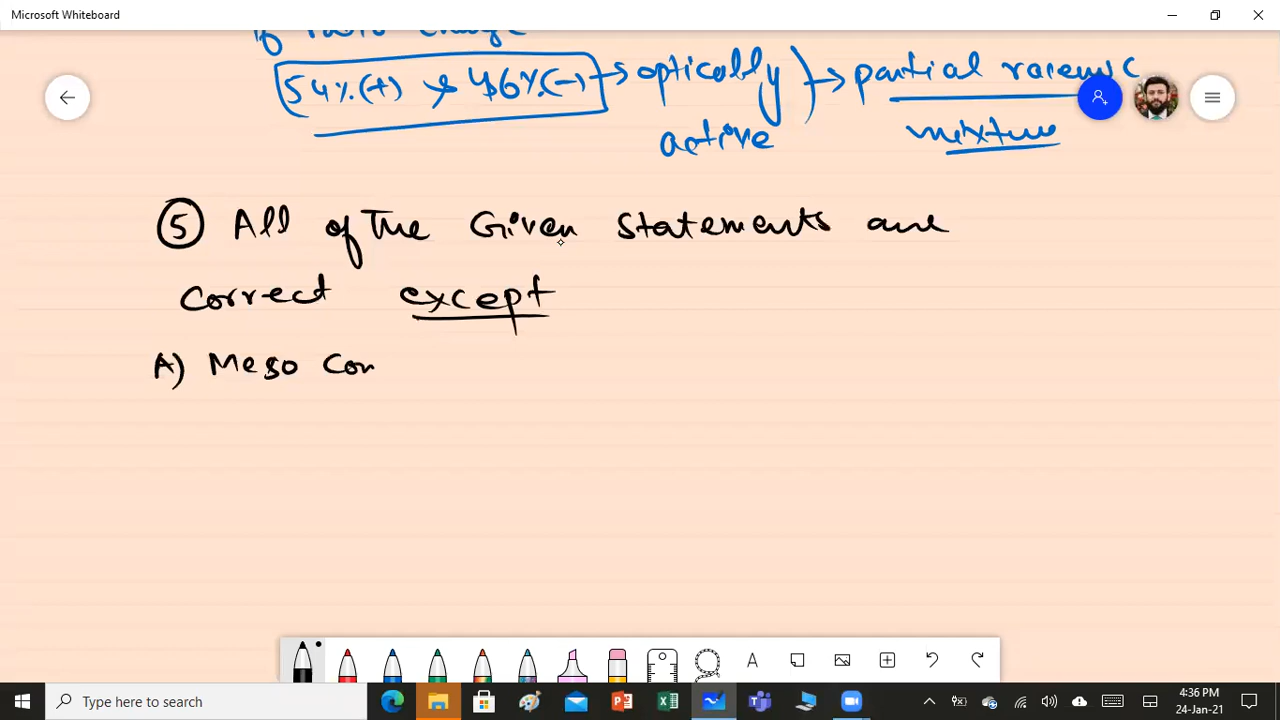 Microsoft Whiteboard
54%(+) 46%(-) → optically active → partial racemic
mixture
5 All of The Given Statements are
Correct except
A) Meso Com
Type here to search
4:36 PM
24-Jan-21